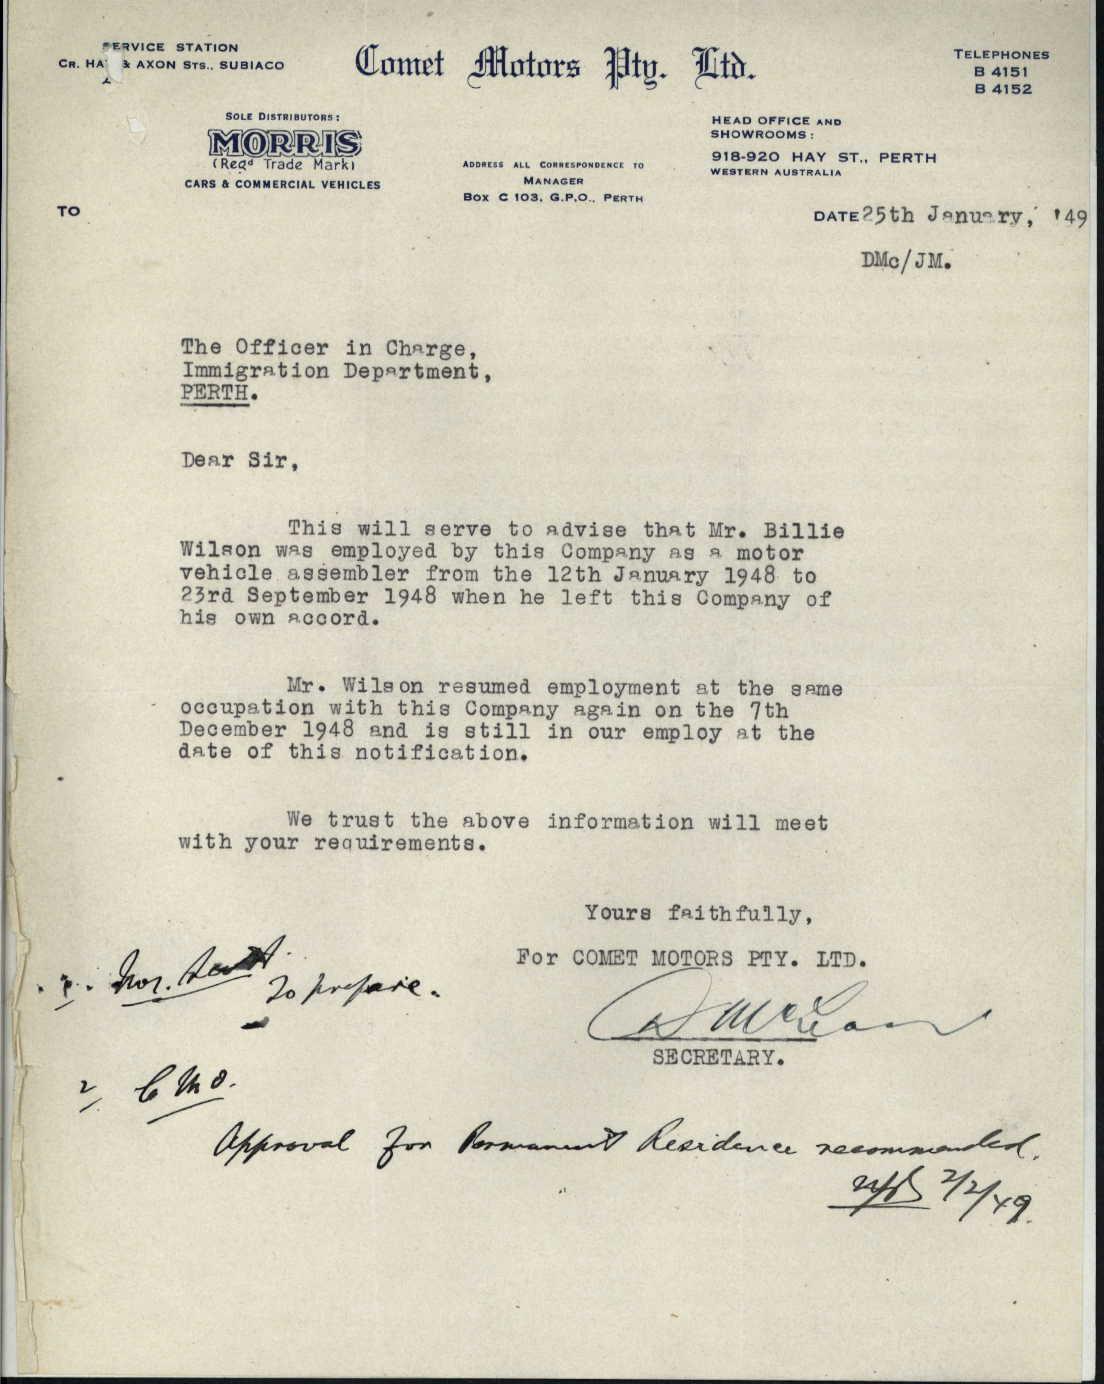 SERVICE STATION
CR. HAY & AXON STS., SUBIACO
Comet Motors Pty. Ltd.
TELEPHONES
B 4151
B 4152
SOLE DISTRIBUTORS:
MORRIS
(Regd Trade Mark)
CARS & COMMERCIAL VEHICLES
ADDRESS ALL CORRESPONDENCE TO
MANAGER
BOX C 103, G.P.O., PERTH
HEAD OFFICE AND
SHOWROOMS:
918-920 HAY ST., PERTH
WESTERN AUSTRALIA
TO
DATE 25th January, '49
DMc/JM.
The Officer in Charge,
Immigration Department,
PERTH.
Dear Sir,
This will serve to advise that Mr. Billie
Wilson was employed by this Company as a motor
vehicle assembler from the 12th January 1948 to
23rd September 1948 when he left this Company of
his own accord.
Mr. Wilson resumed employment at the same
occupation with this Company again on the 7th
December 1948 and is still in our employ at the
date of this notification.
We trust the above information will meet
with your requirements.
Yours faithfully,
For COMET MOTORS PTY. LTD.
D McLean
SECRETARY.
To prepare.
2/ C M O.
Approval for Permanent Residence recommended.
2/2/49.